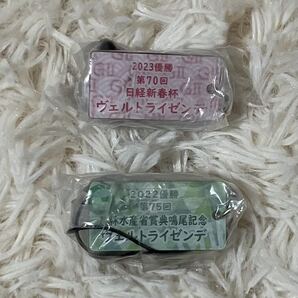 2023優勝
第70回
日経新春杯
ヴェルトライゼンデ
2022優勝
第75回
林水産省賞典鳴尾記念
ヴェルトライゼンデ